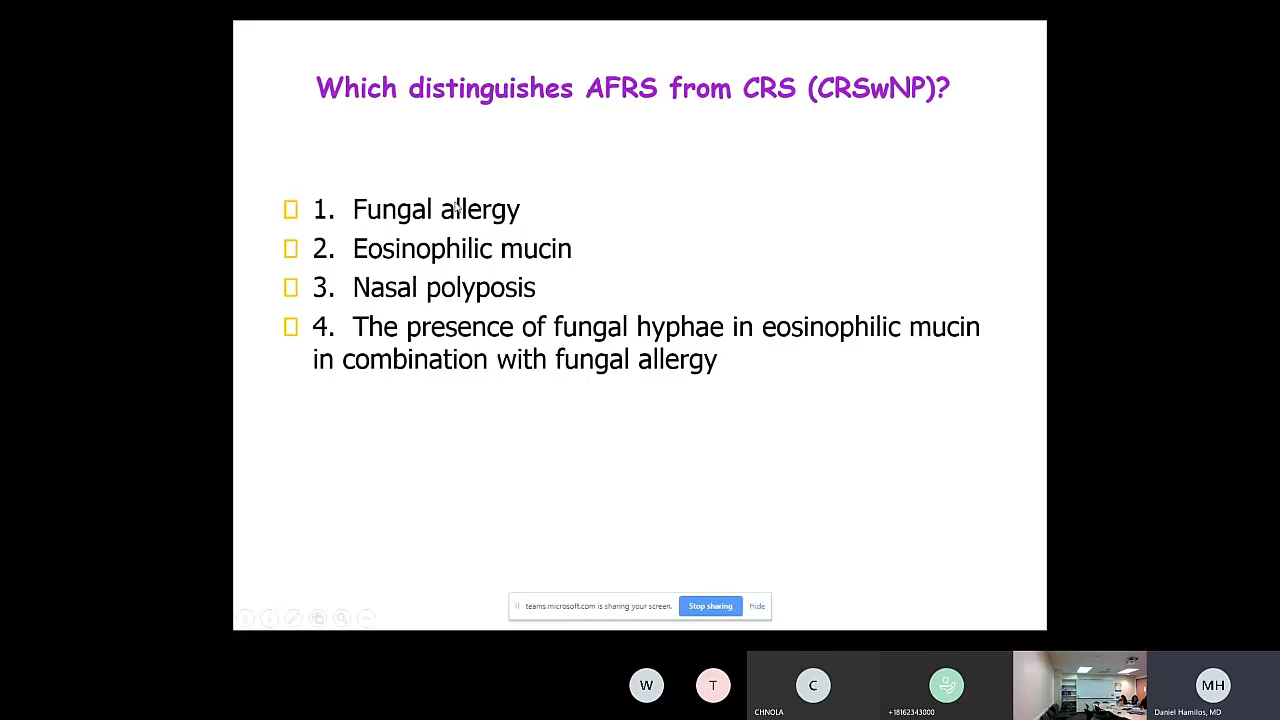 Which distinguishes AFRS from CRS (CRSwNP)?
1. Fungal allergy
2. Eosinophilic mucin
3. Nasal polyposis
4. The presence of fungal hyphae in eosinophilic mucin
in combination with fungal allergy
teams.microsoft.com is sharing your screen.
Stop sharing
Hide
W
T
C
MH
CHNOLA
+18162343000
Daniel Hamilos, MD